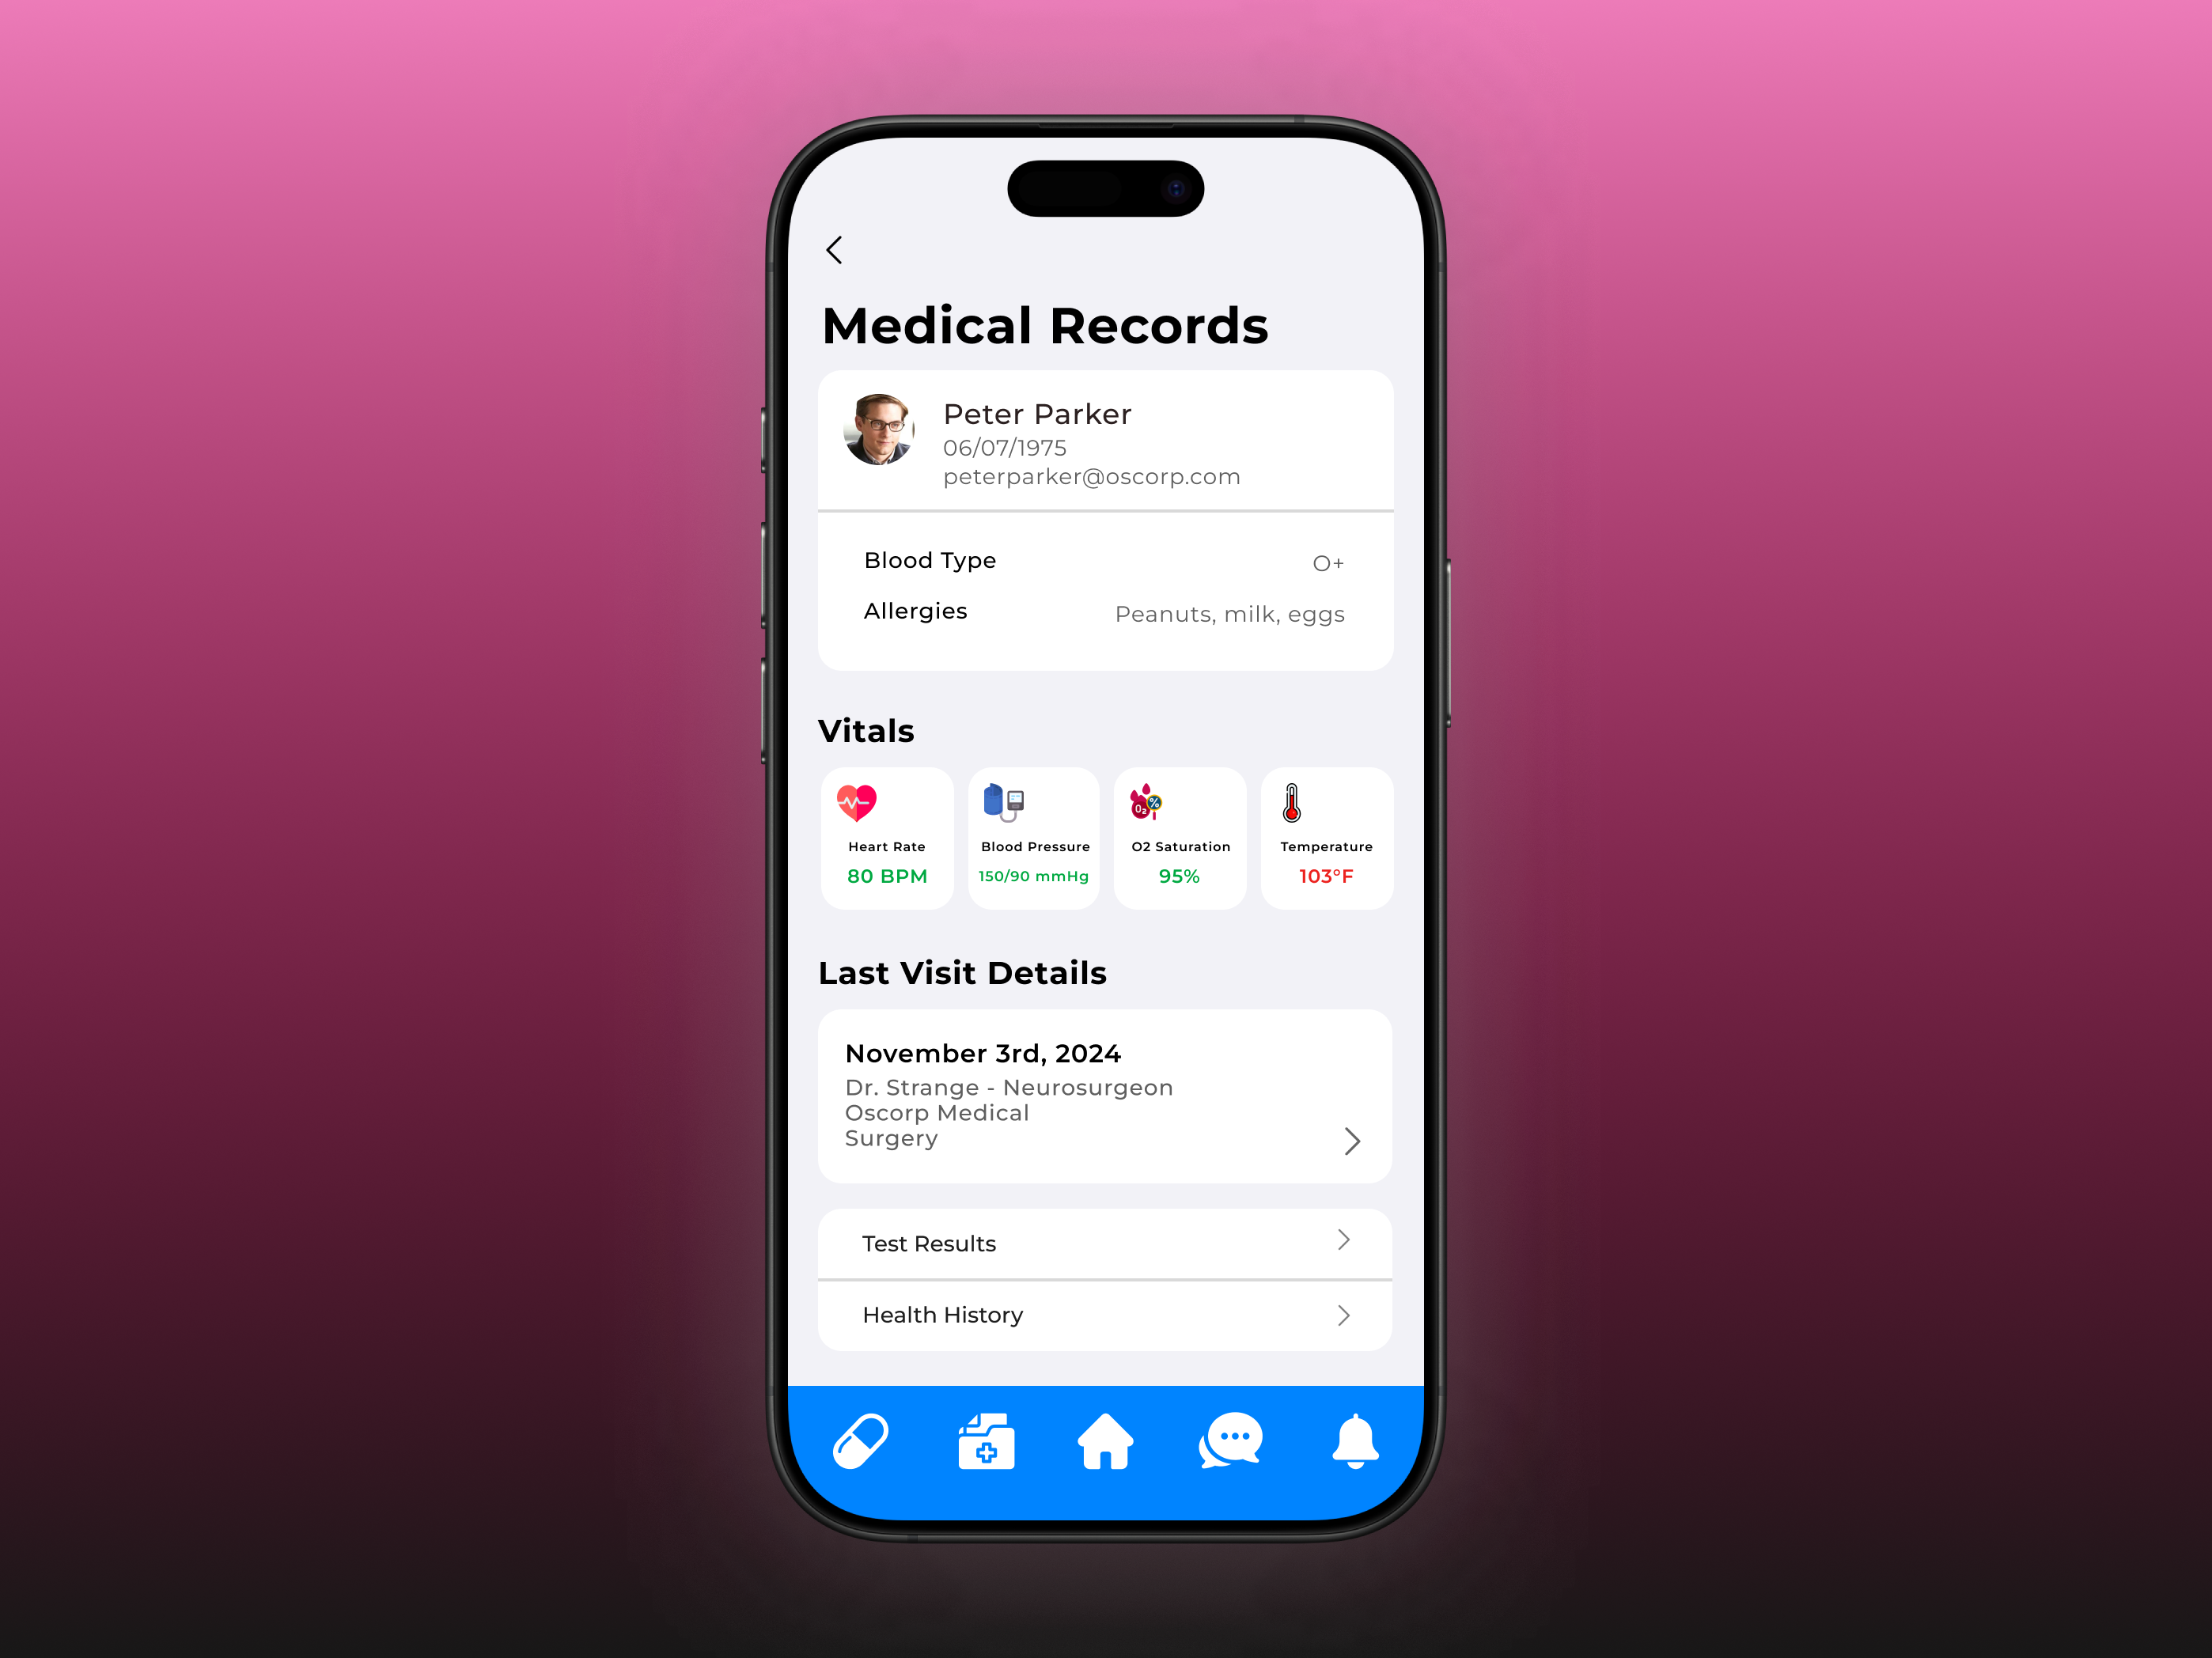 Medical Records
Peter Parker
06/07/1975
peterparker@oscorp.com
Blood Type
O+
Allergies
Peanuts, milk, eggs
Vitals
Heart Rate
80 BPM
Blood Pressure
150/90 mmHg
O2
%
O2 Saturation
95%
Temperature
103°F
Last Visit Details
November 3rd, 2024
Dr. Strange - Neurosurgeon
Oscorp Medical
Surgery
Test Results
Health History